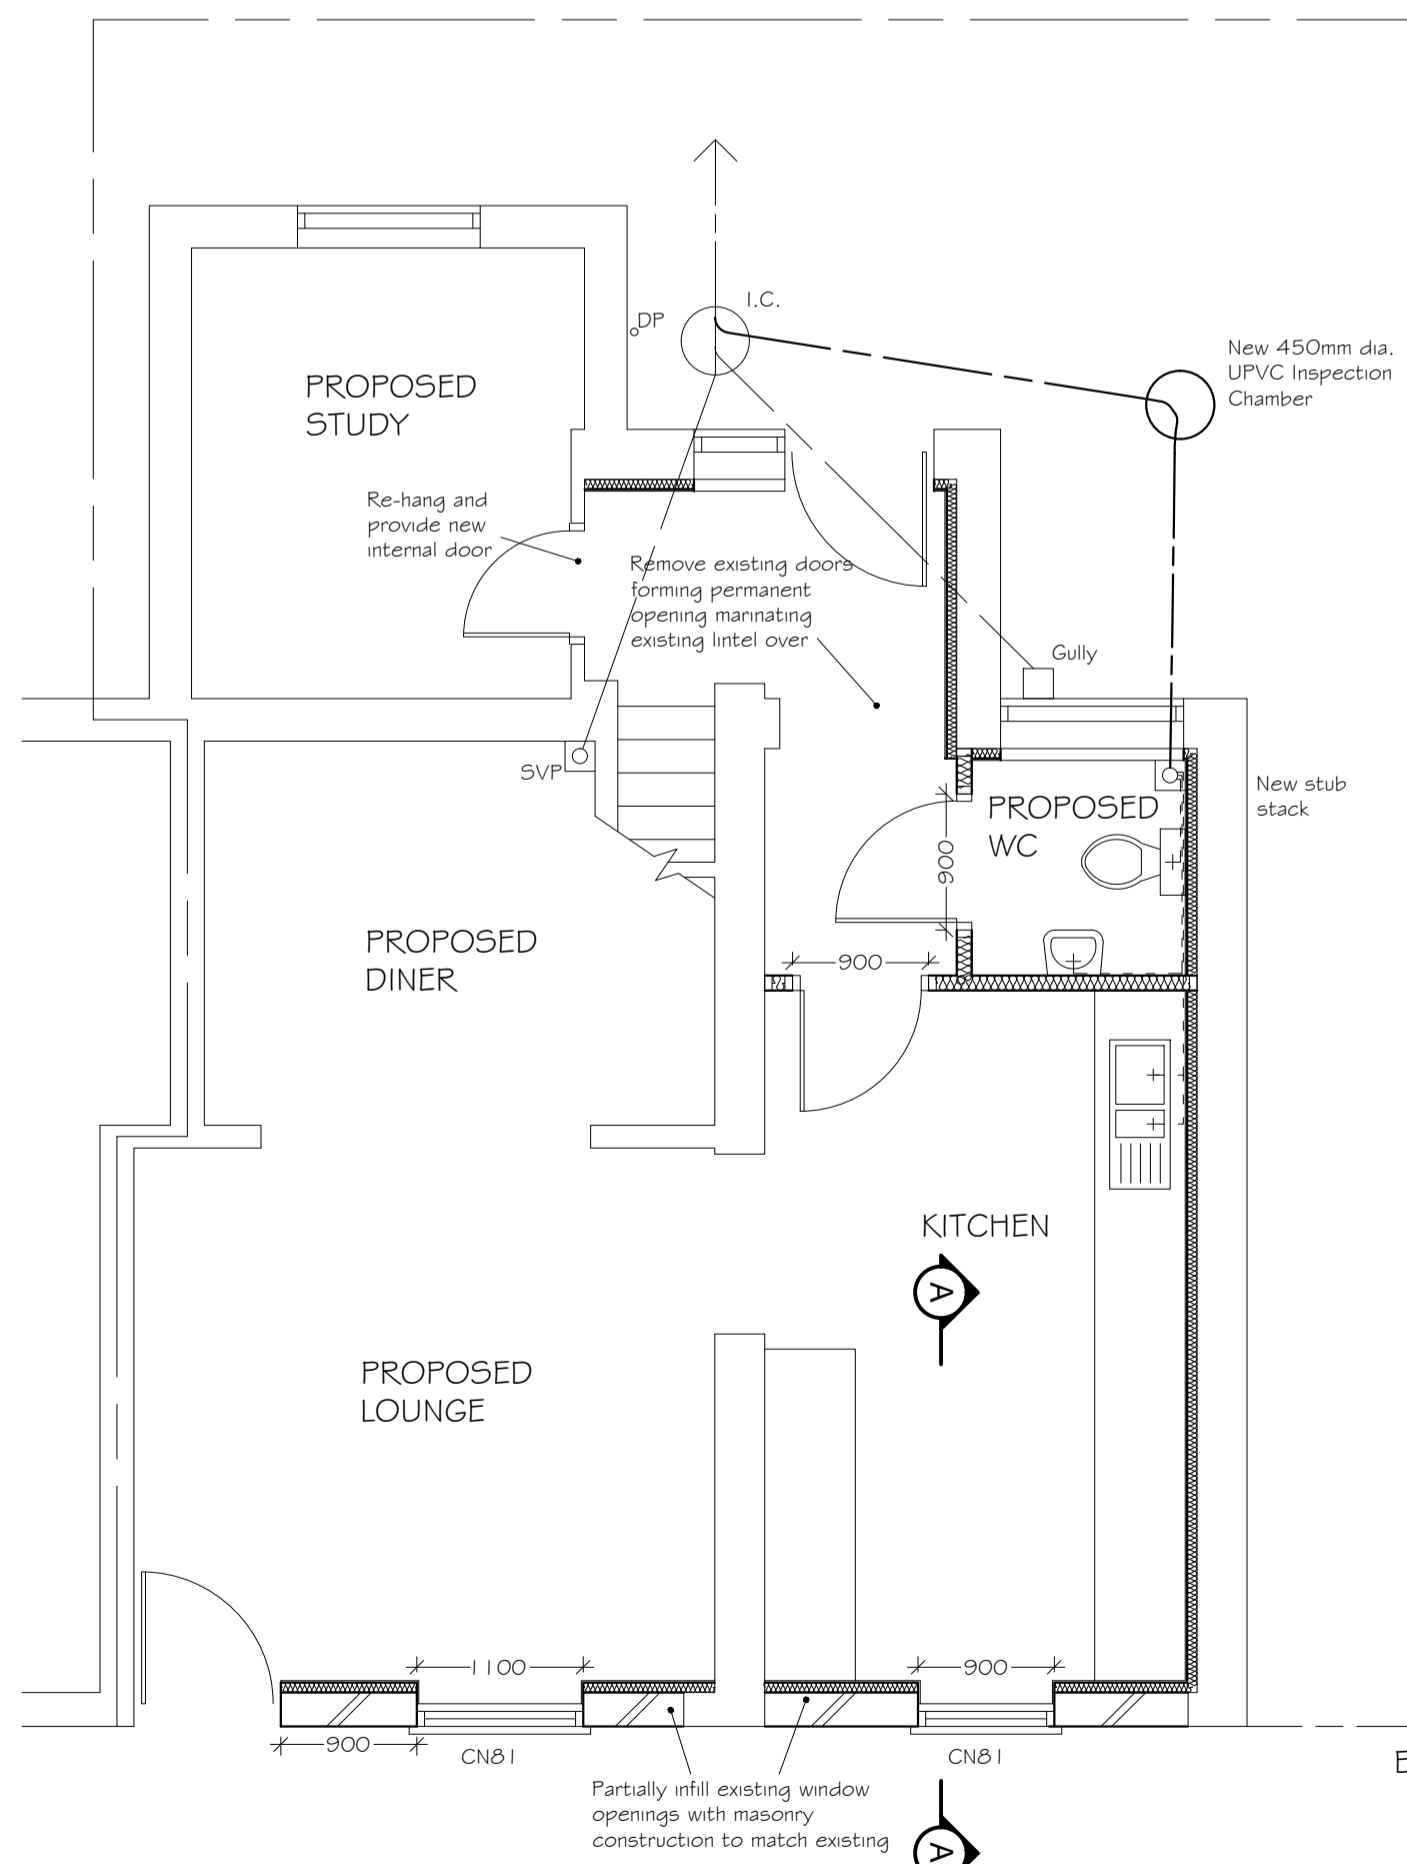 I.C.
DP
New 450mm dia.
UPVC Inspection
Chamber
PROPOSED
STUDY
Re-hang and
provide new
internal door
Remove existing doors
forming permanent
opening marinating
existing lintel over
Gully
SVP
New stub
stack
PROPOSED
WC
900
PROPOSED
DINER
900
KITCHEN
A
PROPOSED
LOUNGE
1100
900
900
CN81
CN81
Partially infill existing window
openings with masonry
construction to match existing
A